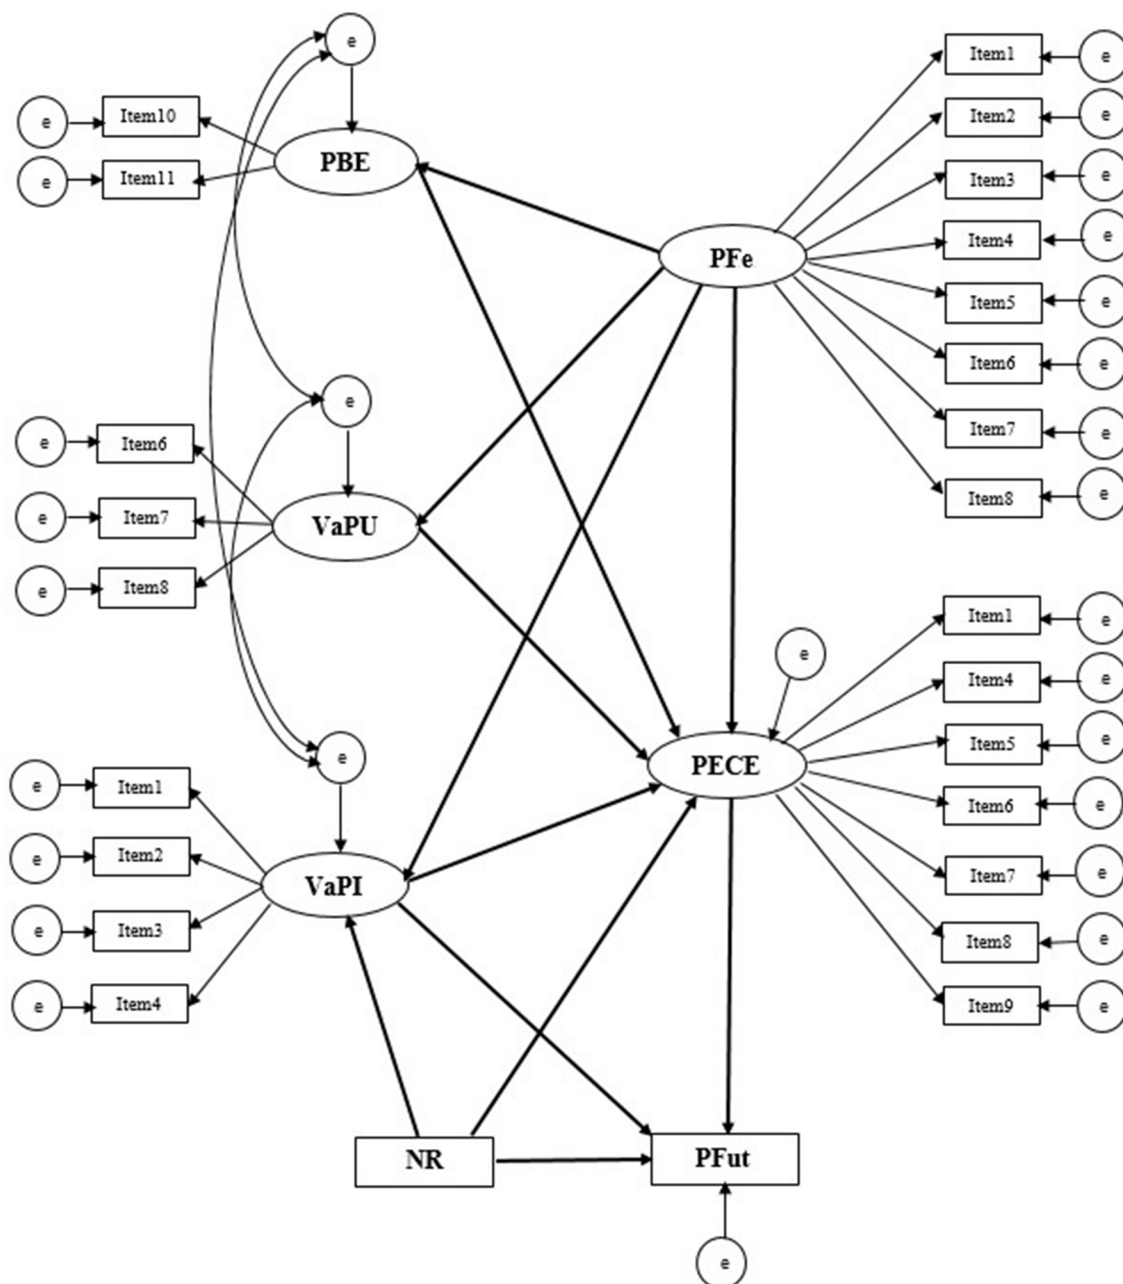 e
e Item10
e Item11
PBE
e
Item6 e
Item7 e
Item8 e
VaPU
e
e Item1
e Item2
e Item3
e Item4
VaPI
PFe
Item1 e
Item2 e
Item3 e
Item4 e
Item5 e
Item6 e
Item7 e
Item8 e
e
PECE
Item1 e
Item4 e
Item5 e
Item6 e
Item7 e
Item8 e
Item9 e
NR
PFut
e